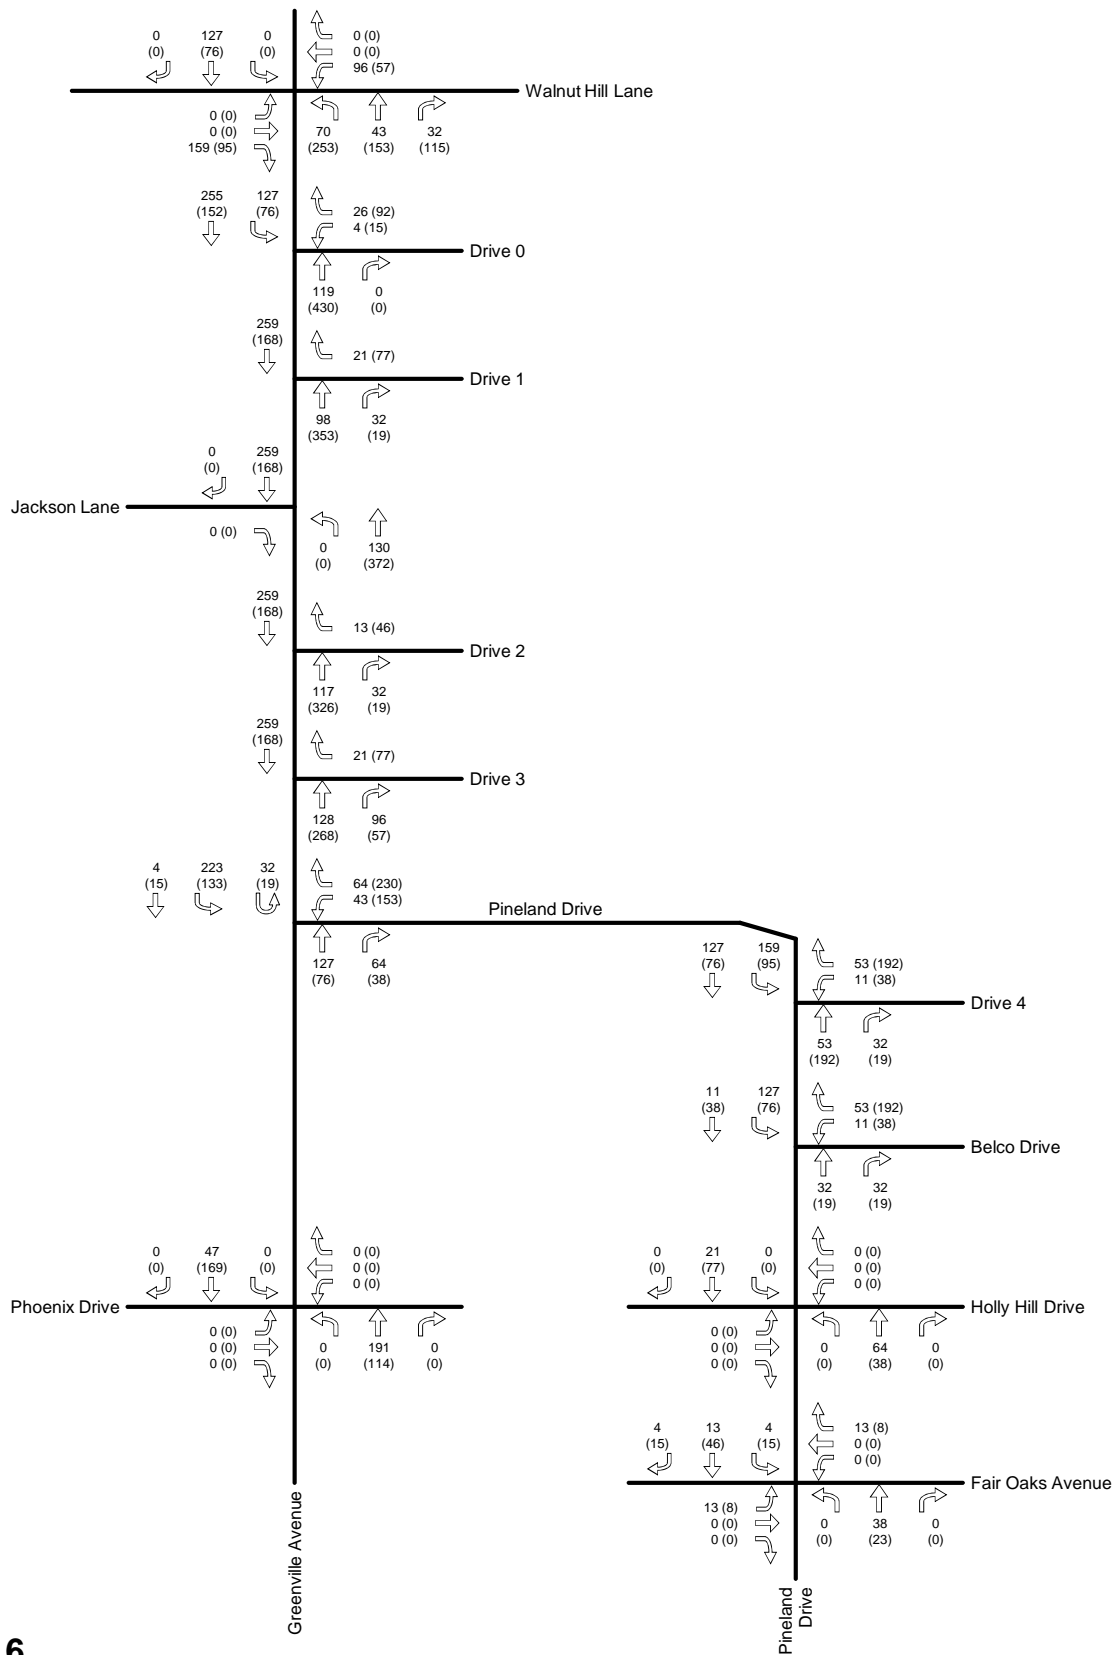 0 127 0
(0) (76) (0)
0 (0)
0 (0)
96 (57)
Walnut Hill Lane
0 (0)
0 (0)
159 (95)
70 43 32
(253) (153) (115)
255 127
(152) (76)
26 (92)
4 (15)
Drive 0
119 0
(430) (0)
259
(168)
21 (77)
Drive 1
98 32
(353) (19)
0 259
(0) (168)
Jackson Lane
0 (0)
0 130
(0) (372)
259
(168)
13 (46)
Drive 2
117 32
(326) (19)
259
(168)
21 (77)
Drive 3
128 96
(268) (57)
4 223 32
(15) (133) (19)
64 (230)
43 (153)
Pineland Drive
127 64
(76) (38)
127 159
(76) (95)
53 (192)
11 (38)
Drive 4
53 32
(192) (19)
11 127
(38) (76)
53 (192)
11 (38)
Belco Drive
32 32
(19) (19)
0 47 0
(0) (169) (0)
0 (0)
0 (0)
0 (0)
Phoenix Drive
0 (0)
0 (0)
0 (0)
0 191 0
(0) (114) (0)
0 21 0
(0) (77) (0)
0 (0)
0 (0)
0 (0)
Holly Hill Drive
0 (0)
0 (0)
0 (0)
0 64 0
(0) (38) (0)
4 13 4
(15) (46) (15)
13 (8)
0 (0)
0 (0)
Fair Oaks Avenue
13 (8)
0 (0)
0 (0)
0 38 0
(0) (23) (0)
Greenville Avenue
Pineland
Drive
6